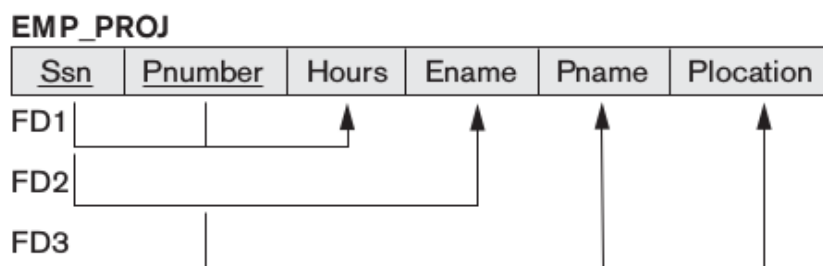 EMP_PROJ
Ssn Pnumber Hours Ename Pname Plocation
FD1
FD2
FD3